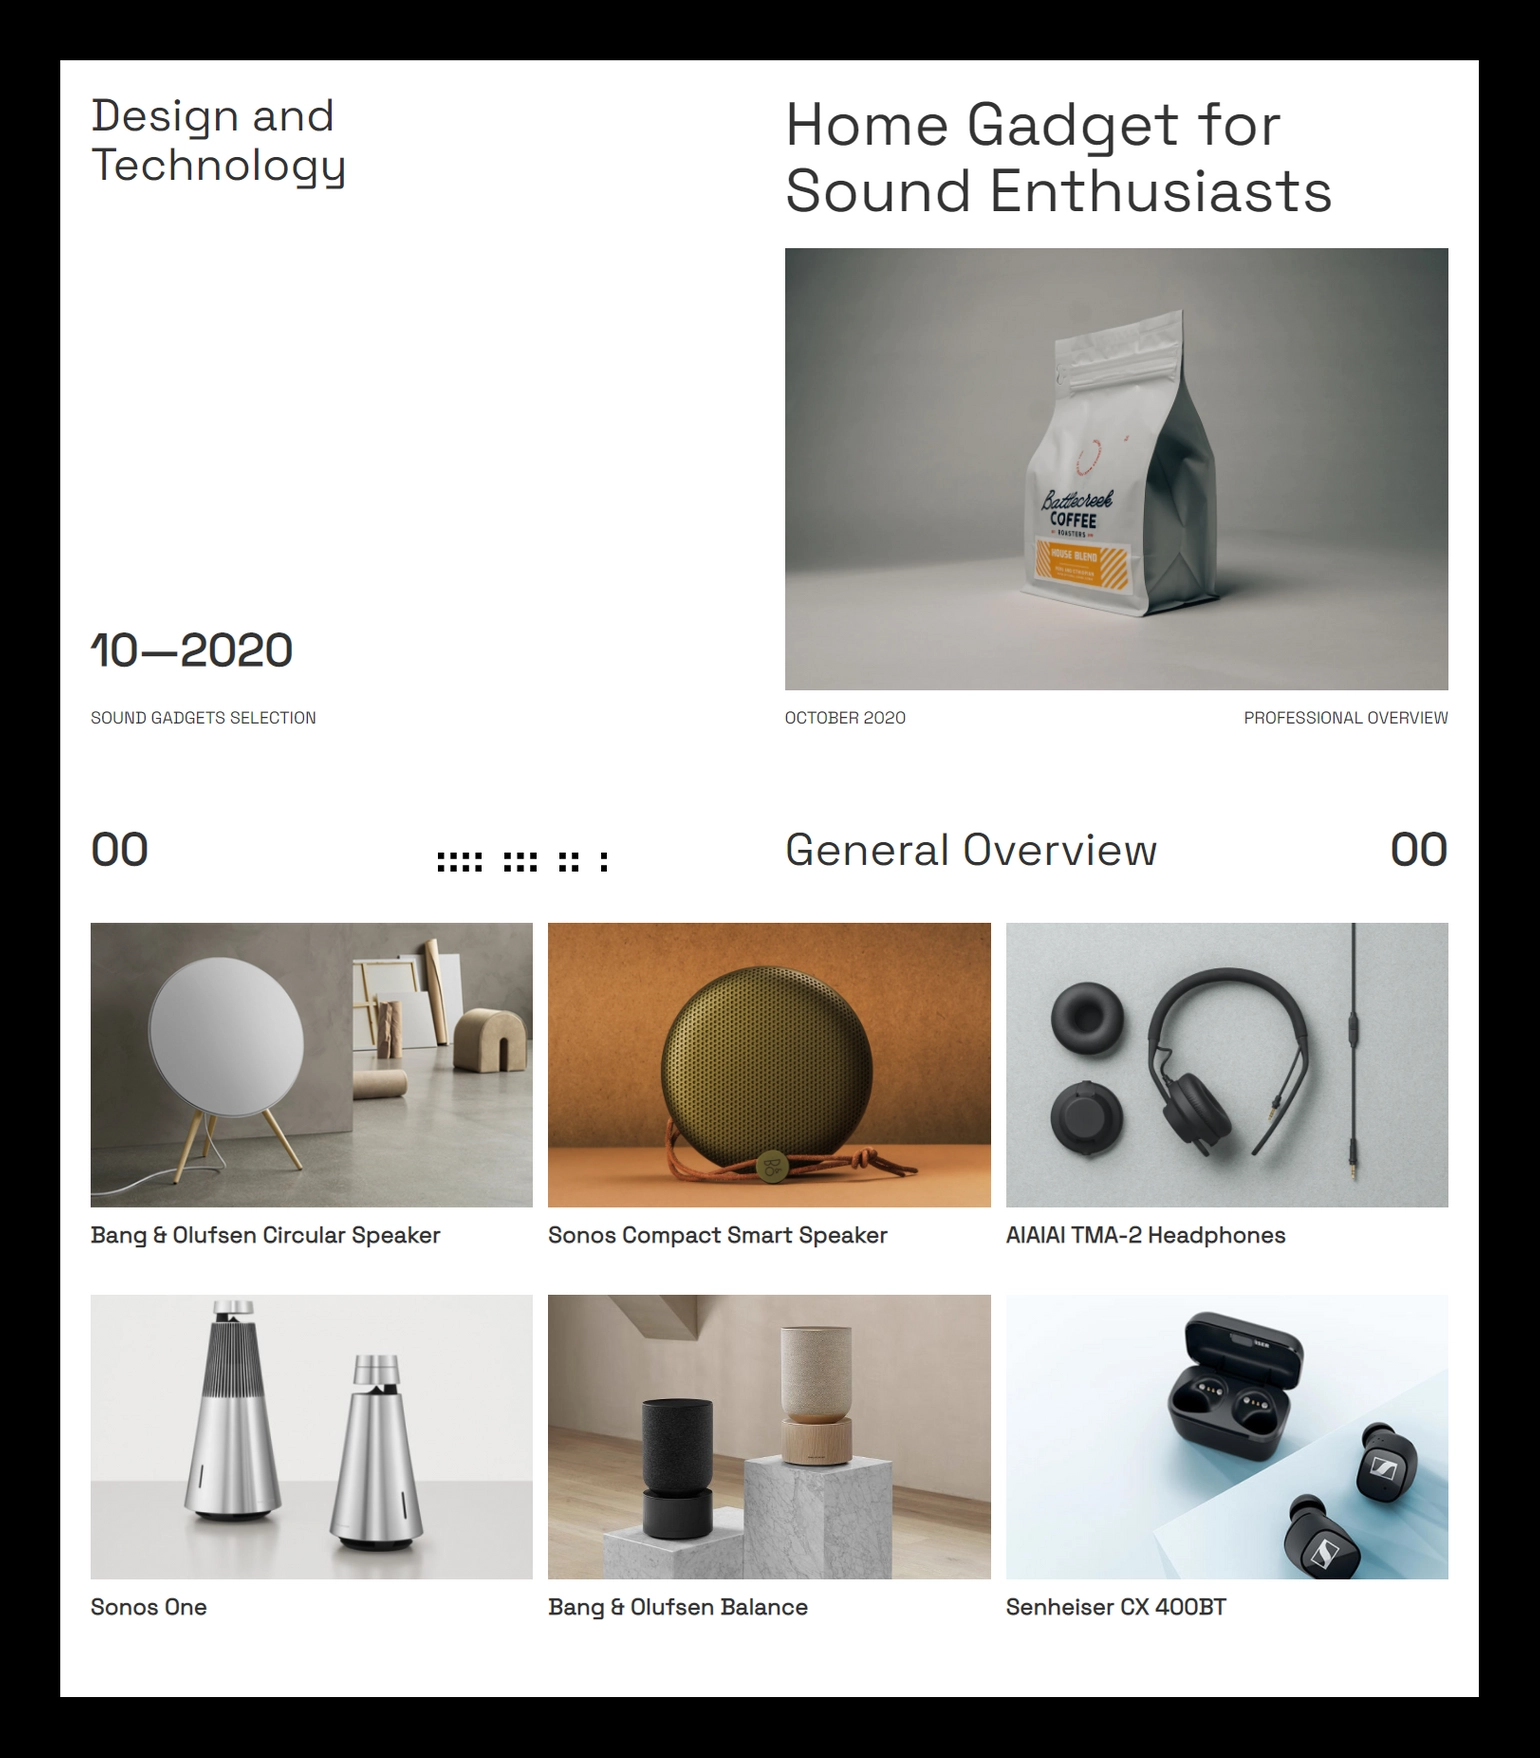 Design and
Technology
Home Gadget for
Sound Enthusiasts
Battlecreek
COFFEE
ROASTERS
HOUSE BLEND
10—2020
SOUND GADGETS SELECTION
OCTOBER 2020
PROFESSIONAL OVERVIEW
00
General Overview
00
B&O
Bang & Olufsen Circular Speaker
Sonos Compact Smart Speaker
AIAIAI TMA-2 Headphones
Sonos One
Bang & Olufsen Balance
Senheiser CX 400BT